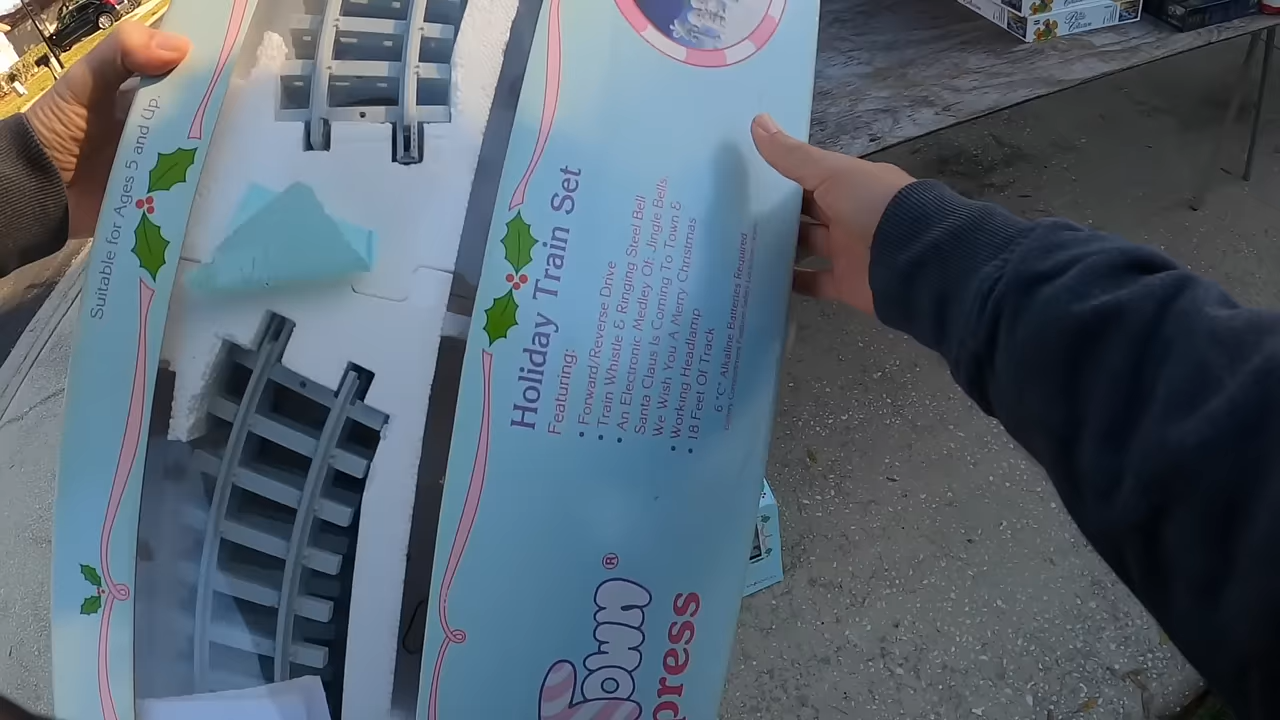 Suitable for Ages 5 and Up.
Holiday Train Set
Featuring:
• Forward/Reverse Drive
• Train Whistle & Ringing Steel Bell
• An Electronic Medley Of: Jingle Bells,
Santa Claus Is Coming To Town &
We Wish You A Merry Christmas
• Working Headlamp
• 18 Feet Of Track
6 "C" Alkaline Batteries Required
own®
press